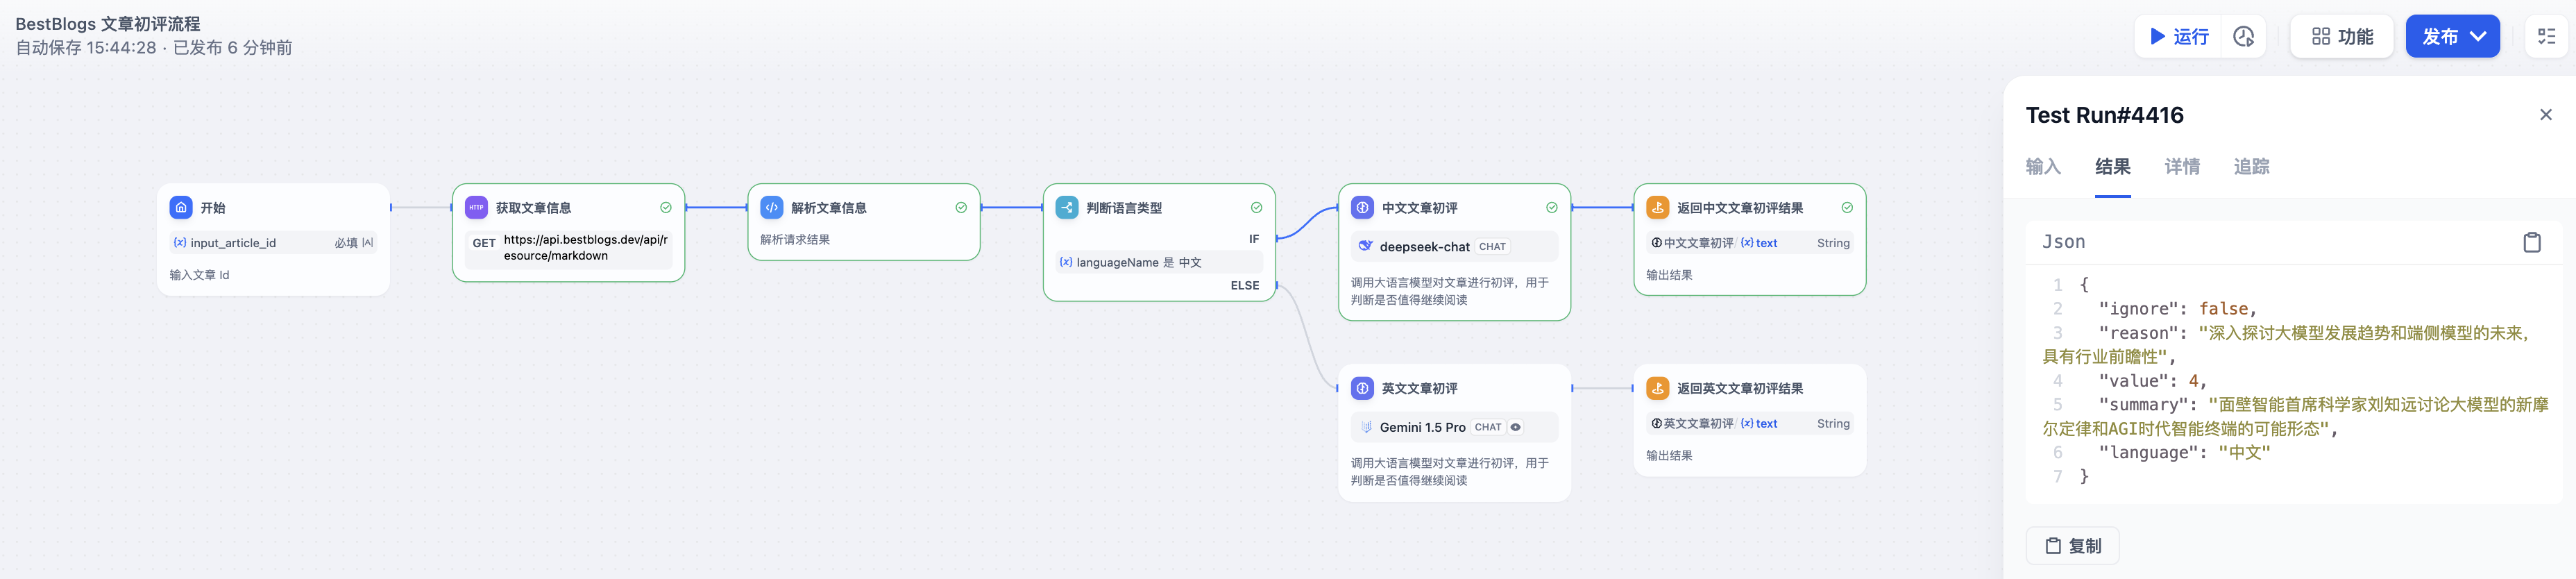 BestBlogs 文章初评流程
自动保存 15:44:28 · 已发布 6 分钟前
运行
功能
发布
开始
input_article_id
必填
输入文章 Id
HTTP
获取文章信息
GET
https://api.bestblogs.dev/api/r
esource/markdown
解析文章信息
解析请求结果
判断语言类型
IF
{x} languageName 是 中文
ELSE
中文文章初评
deepseek-chat CHAT
调用大语言模型对文章进行初评，用于
判断是否值得继续阅读
返回中文文章初评结果
中文文章初评 / {x} text String
输出结果
英文文章初评
Gemini 1.5 Pro CHAT
调用大语言模型对文章进行初评，用于
判断是否值得继续阅读
返回英文文章初评结果
英文文章初评 / {x} text String
输出结果
Test Run#4416
输入 结果 详情 追踪
Json
1 {
2 "ignore": false,
3 "reason": "深入探讨大模型发展趋势和端侧模型的未来，
具有行业前瞻性",
4 "value": 4,
5 "summary": "面壁智能首席科学家刘知远讨论大模型的新摩
尔定律和AGI时代智能终端的可能形态",
6 "language": "中文"
7 }
复制